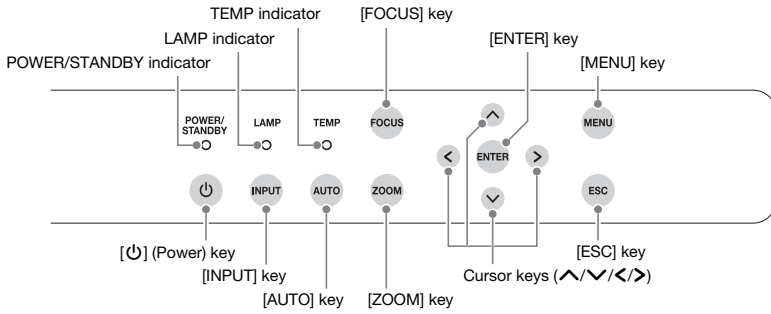 TEMP indicator
[FOCUS] key
LAMP indicator
[ENTER] key
POWER/STANDBY indicator
[MENU] key
POWER/
STANDBY
LAMP
TEMP
FOCUS
ENTER
MENU
INPUT
AUTO
ZOOM
ESC
[⏻] (Power) key
[INPUT] key
[AUTO] key
[ZOOM] key
[ESC] key
Cursor keys (∧/∨/</>)